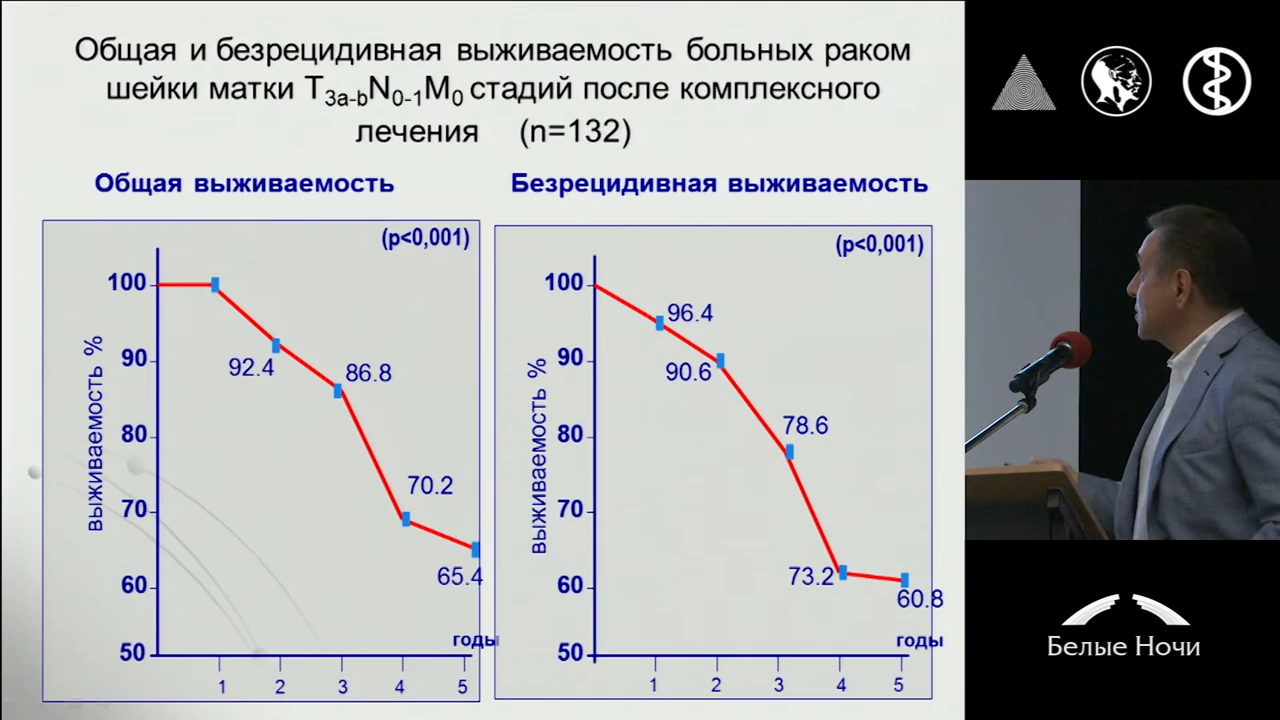 Общая и безрецидивная выживаемость больных раком
шейки матки T3a-bN0-1M0 стадий после комплексного
лечения (n=132)
Общая выживаемость
(p<0,001)
выживаемость %
100
90
80
70
60
50
92.4
86.8
70.2
65.4
годы
1 2 3 4 5
Безрецидивная выживаемость
(p<0,001)
выживаемость %
100
90
80
70
60
50
96.4
90.6
78.6
73.2
60.8
годы
1 2 3 4 5
Белые Ночи